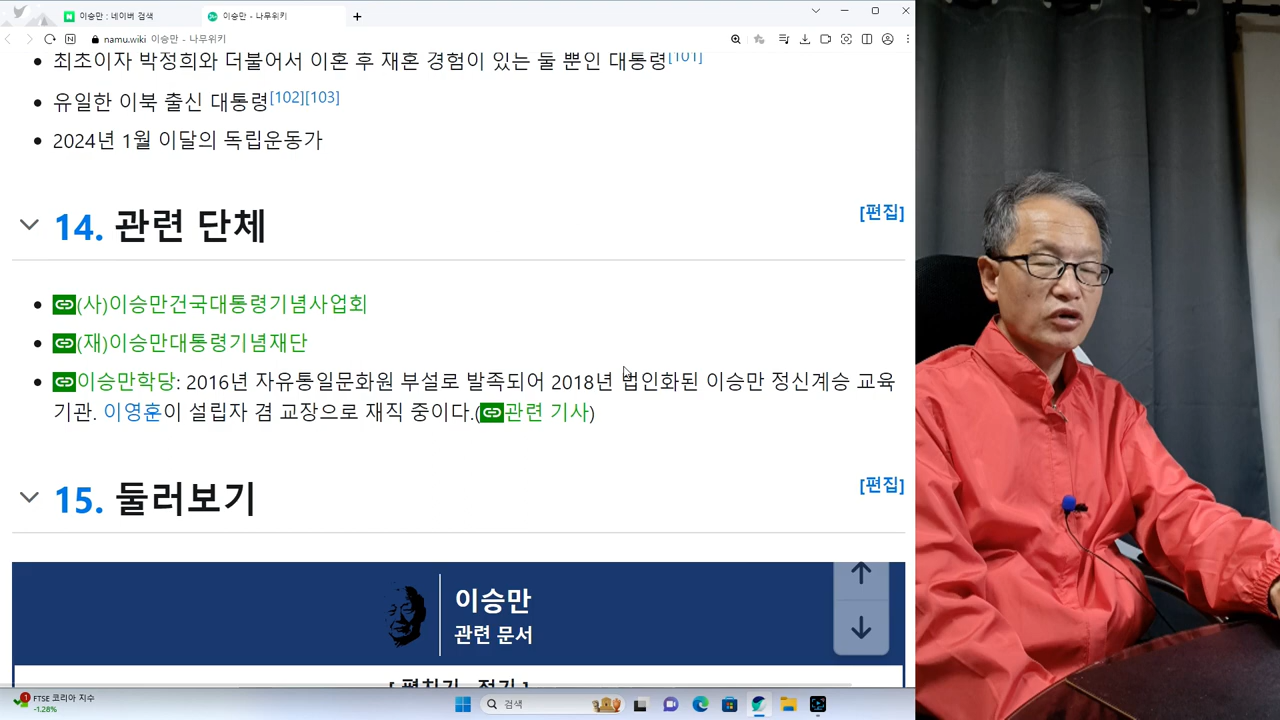 이승만 : 네이버 검색
이승만 - 나무위키
namu.wiki 이승만 - 나무위키
최초이자 박정희와 더불어서 이혼 후 재혼 경험이 있는 둘 뿐인 대통령[101]
유일한 이북 출신 대통령[102][103]
2024년 1월 이달의 독립운동가
14. 관련 단체
[편집]
(사)이승만건국대통령기념사업회
(재)이승만대통령기념재단
이승만학당: 2016년 자유통일문화원 부설로 발족되어 2018년 법인화된 이승만 정신계승 교육
기관. 이영훈이 설립자 겸 교장으로 재직 중이다.(관련 기사)
15. 둘러보기
[편집]
이승만
관련 문서
[ 펼치기 · 접기 ]
1
FTSE 코리아 지수
-1.28%
검색